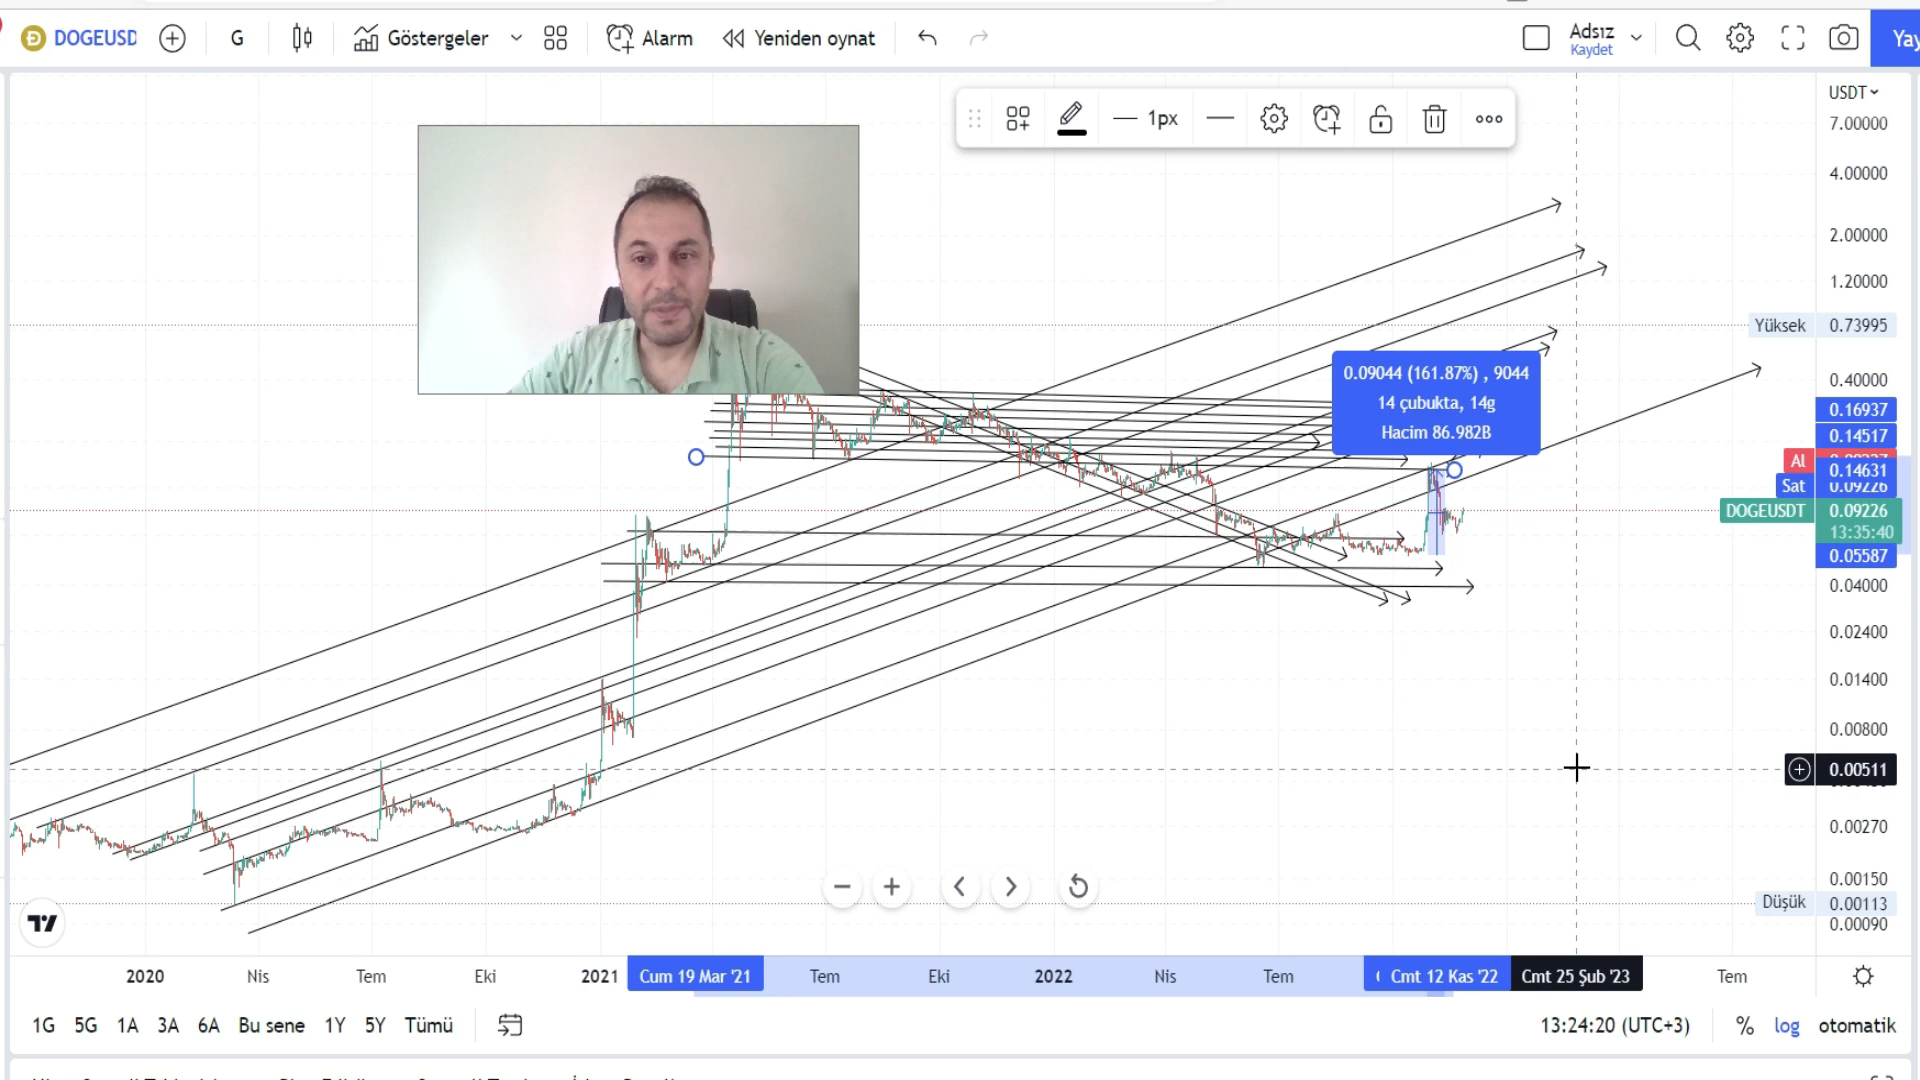 DOGEUSD
G
Göstergeler
Alarm
Yeniden oynat
Adsız
Kaydet
Yay
1px
USDT
7.00000
4.00000
2.00000
1.20000
Yüksek 0.73995
0.40000
0.09044 (161.87%) , 9044
14 çubukta, 14g
Hacim 86.982B
0.16937
0.14517
Al
0.14631
Sat 0.09226
DOGEUSDT 0.09226
13:35:40
0.05587
0.04000
0.02400
0.01400
0.00800
0.00511
0.00270
0.00150
Düşük 0.00113
0.00090
2020 Nis Tem Eki 2021 Cum 19 Mar '21 Tem Eki 2022 Nis Tem Cmt 12 Kas '22 Cmt 25 Şub '23 Tem
1G 5G 1A 3A 6A Bu sene 1Y 5Y Tümü
13:24:20 (UTC+3) % log otomatik